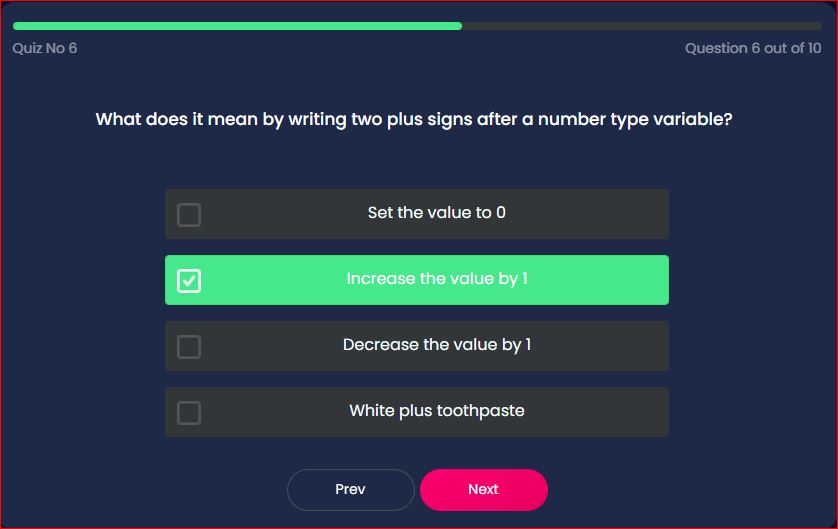 Quiz No 6
Question 6 out of 10
What does it mean by writing two plus signs after a number type variable?
Set the value to 0
Increase the value by 1
Decrease the value by 1
White plus toothpaste
Prev
Next